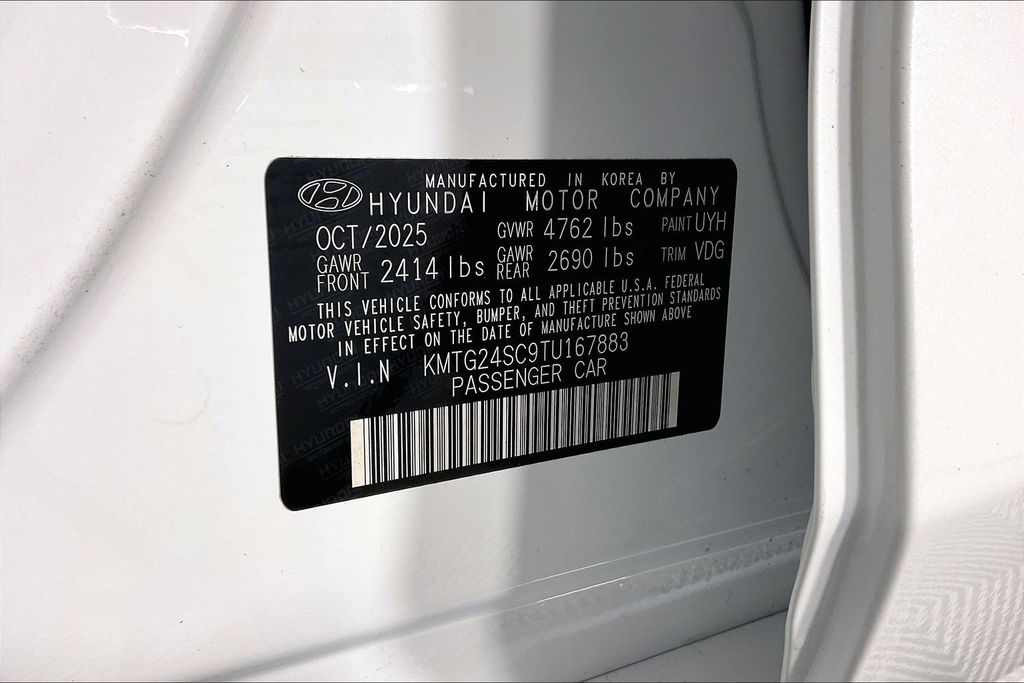 MANUFACTURED IN KOREA BY
HYUNDAI MOTOR COMPANY
OCT/2025 GVWR 4762 lbs PAINT UYH
GAWR FRONT 2414 lbs GAWR REAR 2690 lbs TRIM VDG
THIS VEHICLE CONFORMS TO ALL APPLICABLE U.S.A. FEDERAL
MOTOR VEHICLE SAFETY, BUMPER, AND THEFT PREVENTION STANDARDS
IN EFFECT ON THE DATE OF MANUFACTURE SHOWN ABOVE
V.I.N KMTG24SC9TU167883
PASSENGER CAR